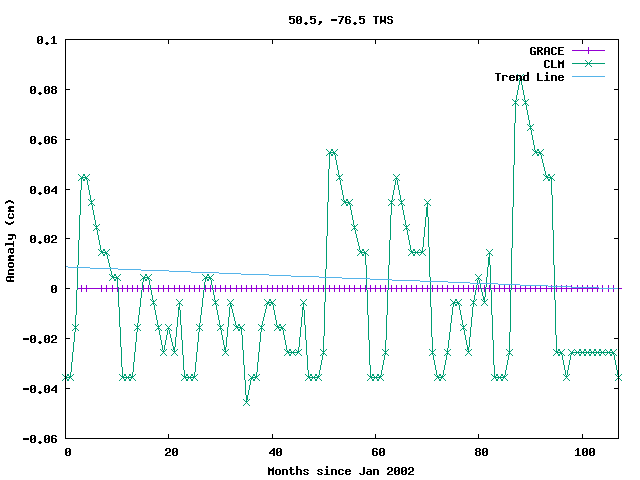 50.5, -76.5 TWS
0.1
0.08
0.06
0.04
0.02
0
-0.02
-0.04
-0.06
Anomaly (cm)
GRACE
CLM
Trend Line
0 20 40 60 80 100
Months since Jan 2002